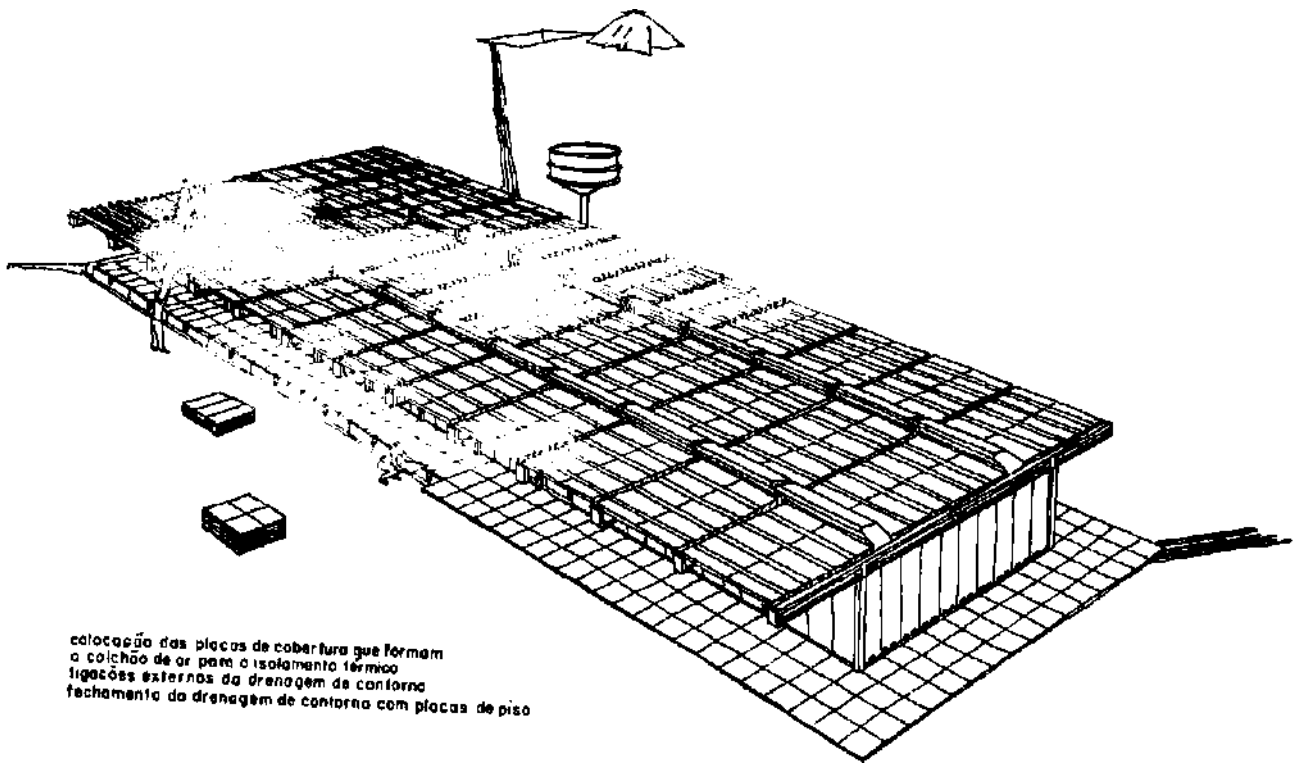 colocação das placas de cobertura que formam
o colchão de ar para o isolamento térmico
ligações externas da drenagem de contorno
fechamento da drenagem de contorno com placas de piso